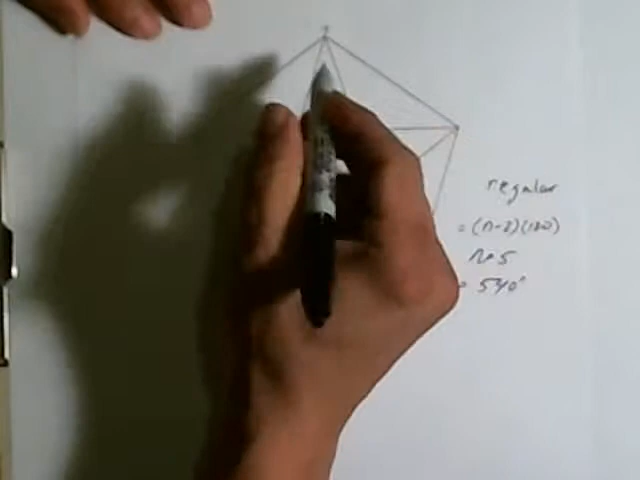 regular
= (n-2)(180)
n=5
= 540°